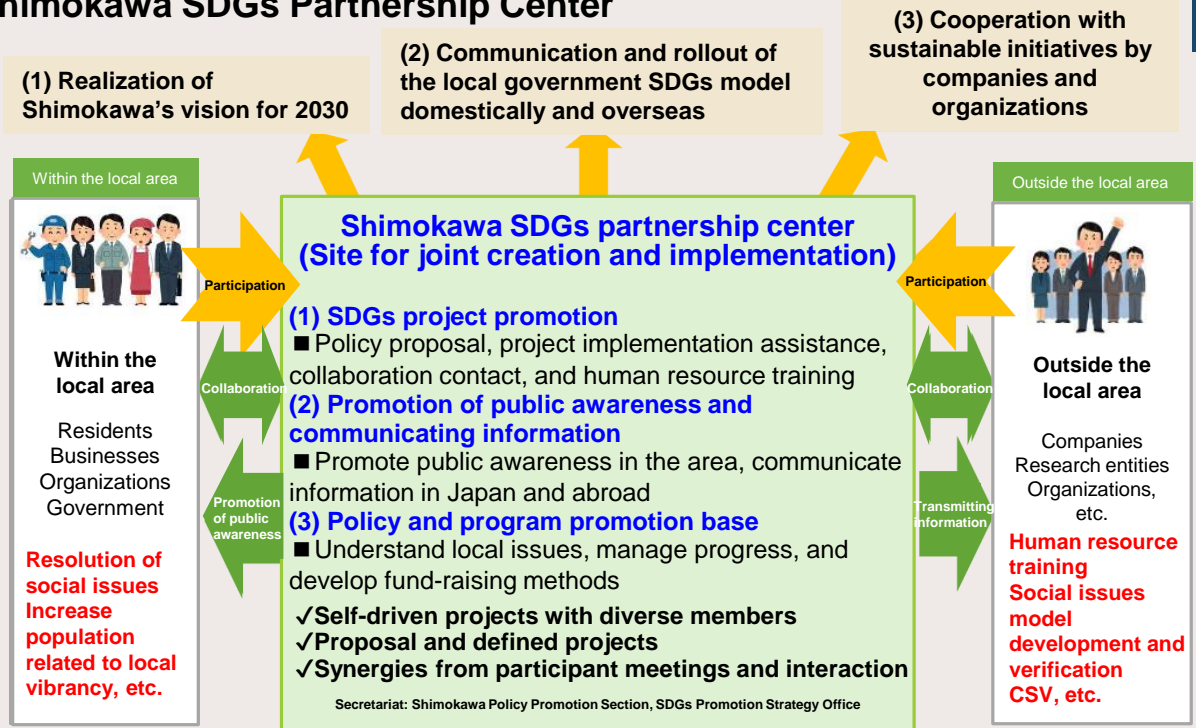 himokawa SDGs Partnership Center
(1) Realization of
Shimokawa's vision for 2030
(2) Communication and rollout of
the local government SDGs model
domestically and overseas
(3) Cooperation with
sustainable initiatives by
companies and
organizations
Within the local area
Participation
Collaboration
Promotion
of public
awareness
Within the
local area
Residents
Businesses
Organizations
Government
Resolution of
social issues
Increase
population
related to local
vibrancy, etc.
Shimokawa SDGs partnership center
(Site for joint creation and implementation)
(1) SDGs project promotion
■Policy proposal, project implementation assistance,
collaboration contact, and human resource training
(2) Promotion of public awareness and
communicating information
■Promote public awareness in the area, communicate
information in Japan and abroad
(3) Policy and program promotion base
■Understand local issues, manage progress, and
develop fund-raising methods
✓Self-driven projects with diverse members
✓Proposal and defined projects
✓Synergies from participant meetings and interaction
Secretariat: Shimokawa Policy Promotion Section, SDGs Promotion Strategy Office
Outside the local area
Participation
Collaboration
Transmitting
information
Outside the
local area
Companies
Research entities
Organizations,
etc.
Human resource
training
Social issues
model
development and
verification
CSV, etc.